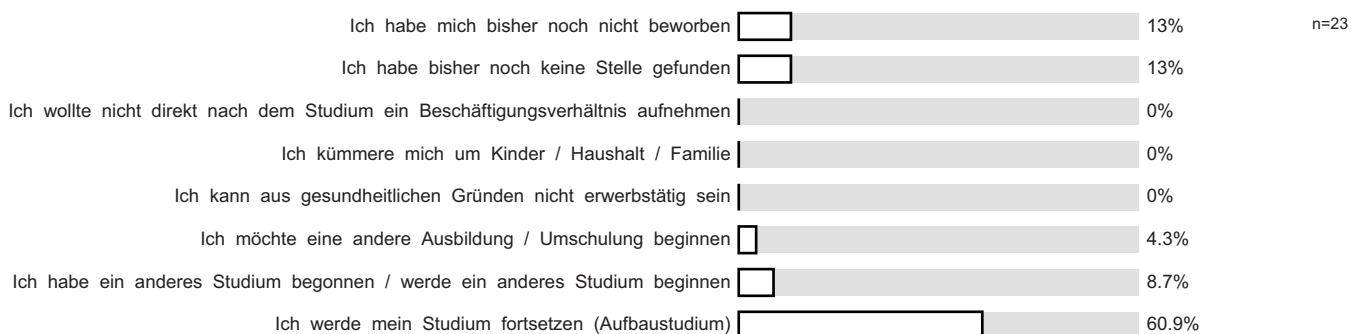 Ich habe mich bisher noch nicht beworben 13% n=23
Ich habe bisher noch keine Stelle gefunden 13%
Ich wollte nicht direkt nach dem Studium ein Beschäftigungsverhältnis aufnehmen 0%
Ich kümmere mich um Kinder / Haushalt / Familie 0%
Ich kann aus gesundheitlichen Gründen nicht erwerbstätig sein 0%
Ich möchte eine andere Ausbildung / Umschulung beginnen 4.3%
Ich habe ein anderes Studium begonnen / werde ein anderes Studium beginnen 8.7%
Ich werde mein Studium fortsetzen (Aufbaustudium) 60.9%